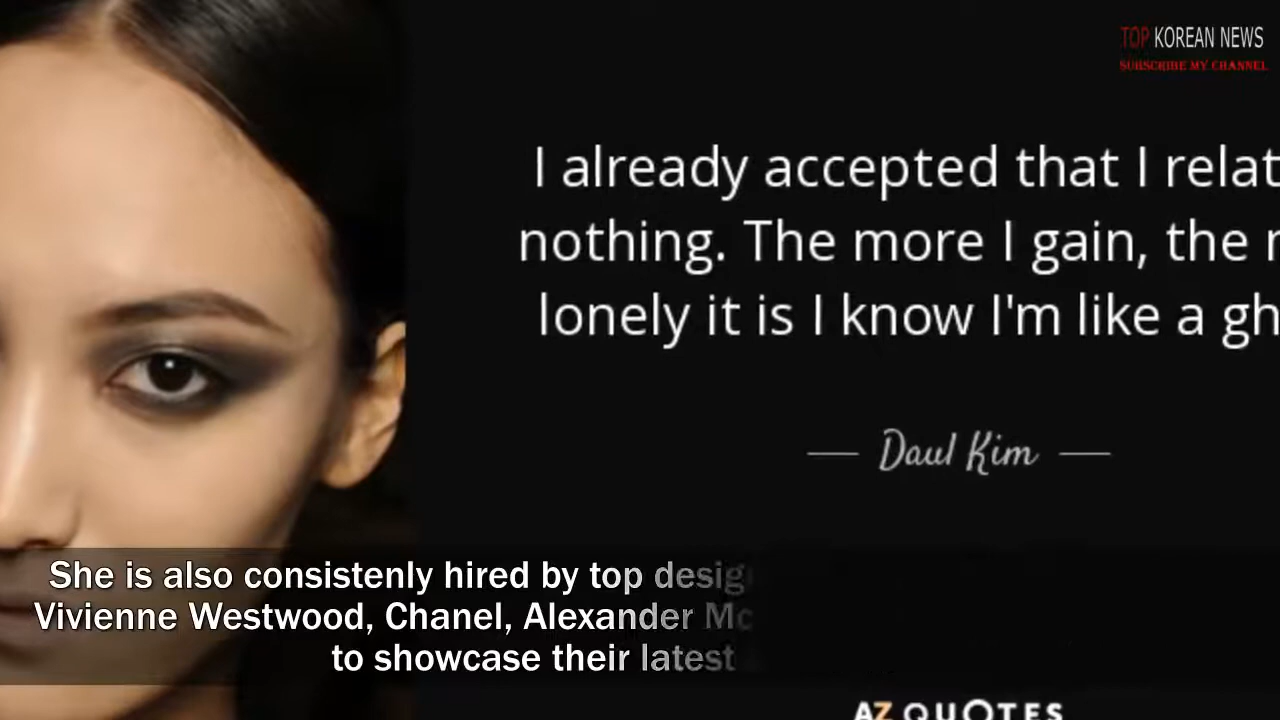 TOP KOREAN NEWS
SUBSCRIBE MY CHANNEL
I already accepted that I relat
nothing. The more I gain, the r
lonely it is I know I'm like a gh
— Daul Kim —
She is also consistenly hired by top desig
Vivienne Westwood, Chanel, Alexander Mc
to showcase their latest
AZ QUOTES